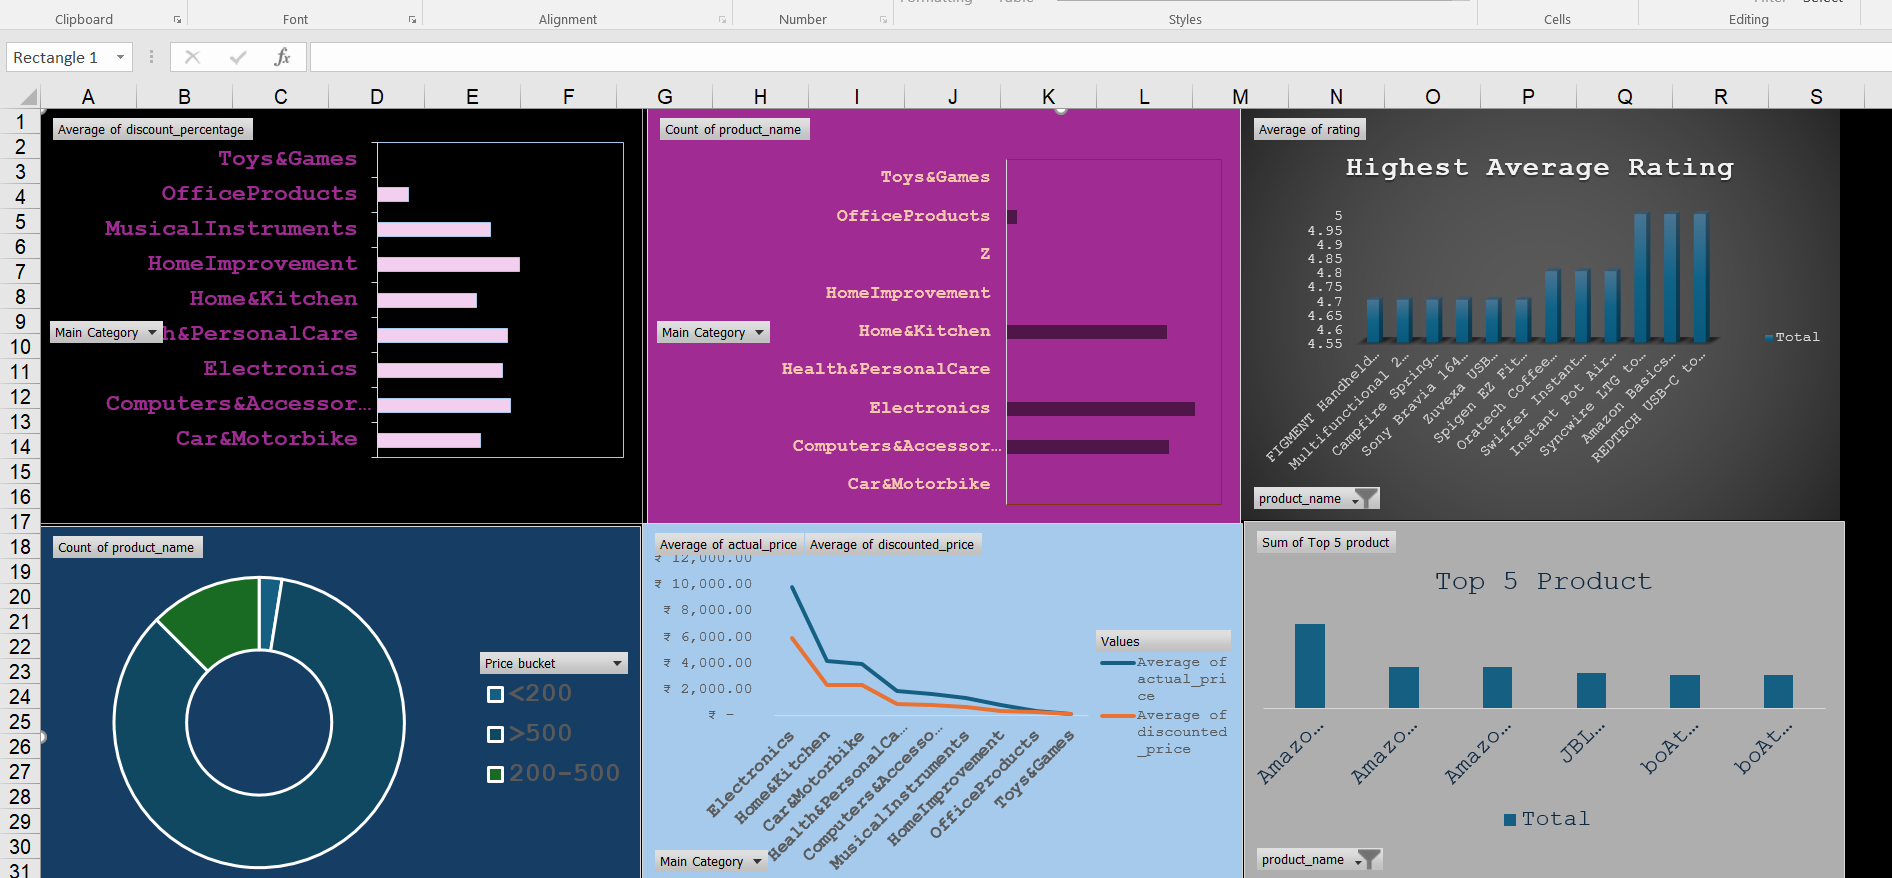 Formatting Table Filter Select
Clipboard Font Alignment Number Styles Cells Editing
Rectangle 1 fx
A B C D E F G H I J K L M N O P Q R S
1
2
3
4
5
6
7
8
9
10
11
12
13
14
15
16
17
18
19
20
21
22
23
24
25
26
27
28
29
30
31
Average of discount_percentage
Toys&Games
OfficeProducts
MusicalInstruments
HomeImprovement
Home&Kitchen
Main Category
h&PersonalCare
Electronics
Computers&Accessor...
Car&Motorbike
Count of product_name
Toys&Games
OfficeProducts
Z
HomeImprovement
Home&Kitchen
Main Category
Health&PersonalCare
Electronics
Computers&Accessor...
Car&Motorbike
Average of rating
Highest Average Rating
5
4.95
4.9
4.85
4.8
4.75
4.7
4.65
4.6
4.55
Total
FIGMENT Handheld...
Multifunctional 2...
Campfire Spring...
Sony Bravia 164...
Zuvexa USB...
Spigen EZ Fit...
Oratech Coffee...
Swiffer Instant...
Instant Pot Air...
Syncwire LTG to...
Amazon Basics...
REDTECH USB-C to...
product_name
Count of product_name
Price bucket
<200
>500
200-500
Average of actual_price Average of discounted_price
₹ 12,000.00
₹ 10,000.00
₹ 8,000.00
₹ 6,000.00
₹ 4,000.00
₹ 2,000.00
₹ -
Electronics
Home&Kitchen
Car&Motorbike
Health&PersonalCa...
Computers&Accesso...
MusicalInstruments
HomeImprovement
OfficeProducts
Toys&Games
Values
Average of
actual_pri
ce
Average of
discounted
_price
Main Category
Sum of Top 5 product
Top 5 Product
Amazo...
Amazo...
Amazo...
JBL...
boAt...
boAt...
Total
product_name